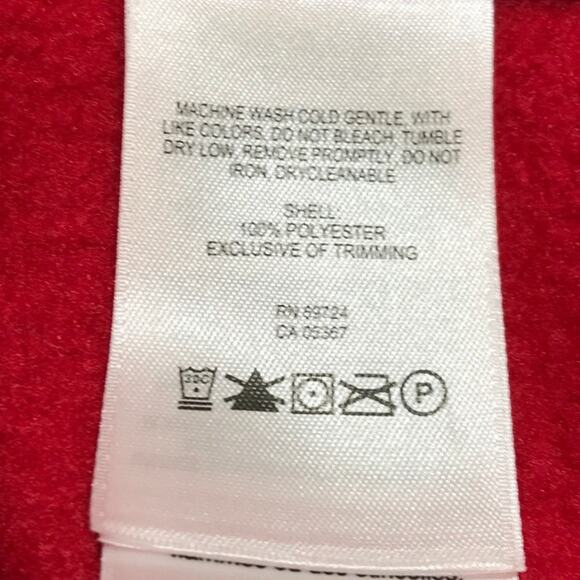 MACHINE WASH COLD GENTLE, WITH
LIKE COLORS, DO NOT BLEACH, TUMBLE
DRY LOW, REMOVE PROMPTLY, DO NOT
IRON, DRYCLEANABLE
SHELL:
100% POLYESTER
EXCLUSIVE OF TRIMMING
RN 89724
CA 05367
30C
P